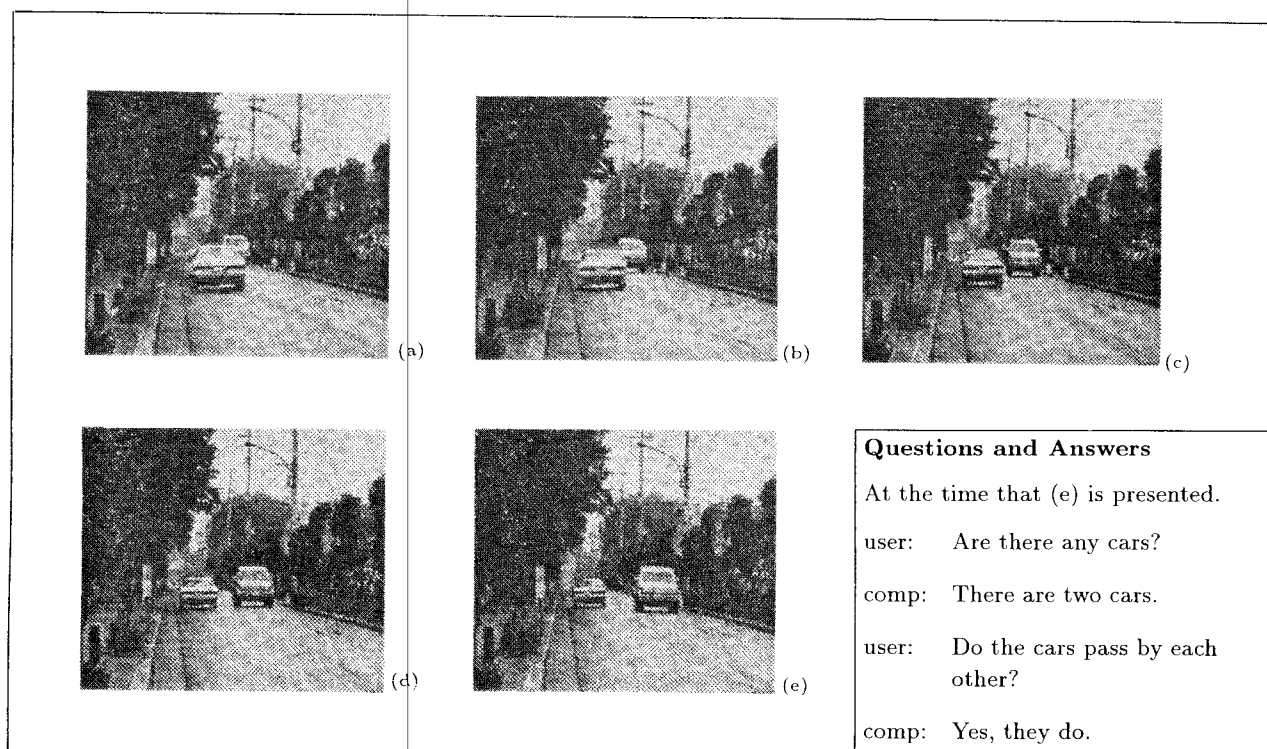 (a)
(b)
(c)
(d)
(e)
Questions and Answers
At the time that (e) is presented.
user: Are there any cars?
comp: There are two cars.
user: Do the cars pass by each
other?
comp: Yes, they do.